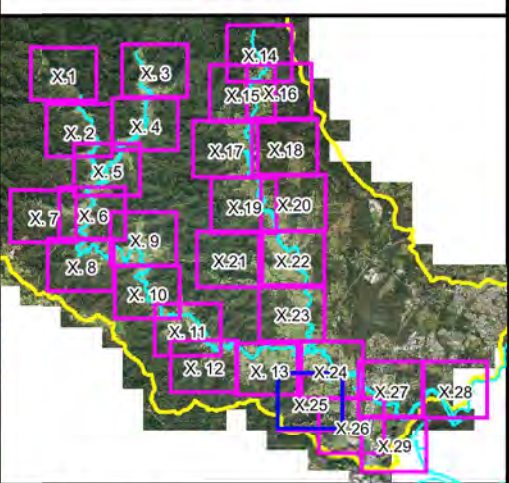 X.14
X.1
X. 3
X.15
X.16
X. 2
X. 4
X.17
X.18
X. 5
X. 7
X. 6
X.19
X.20
X. 9
X. 8
X.21
X.22
X. 10
X. 11
X.23
X. 12
X. 13
X.24
X.25
X.27
X.28
X.26
X.29